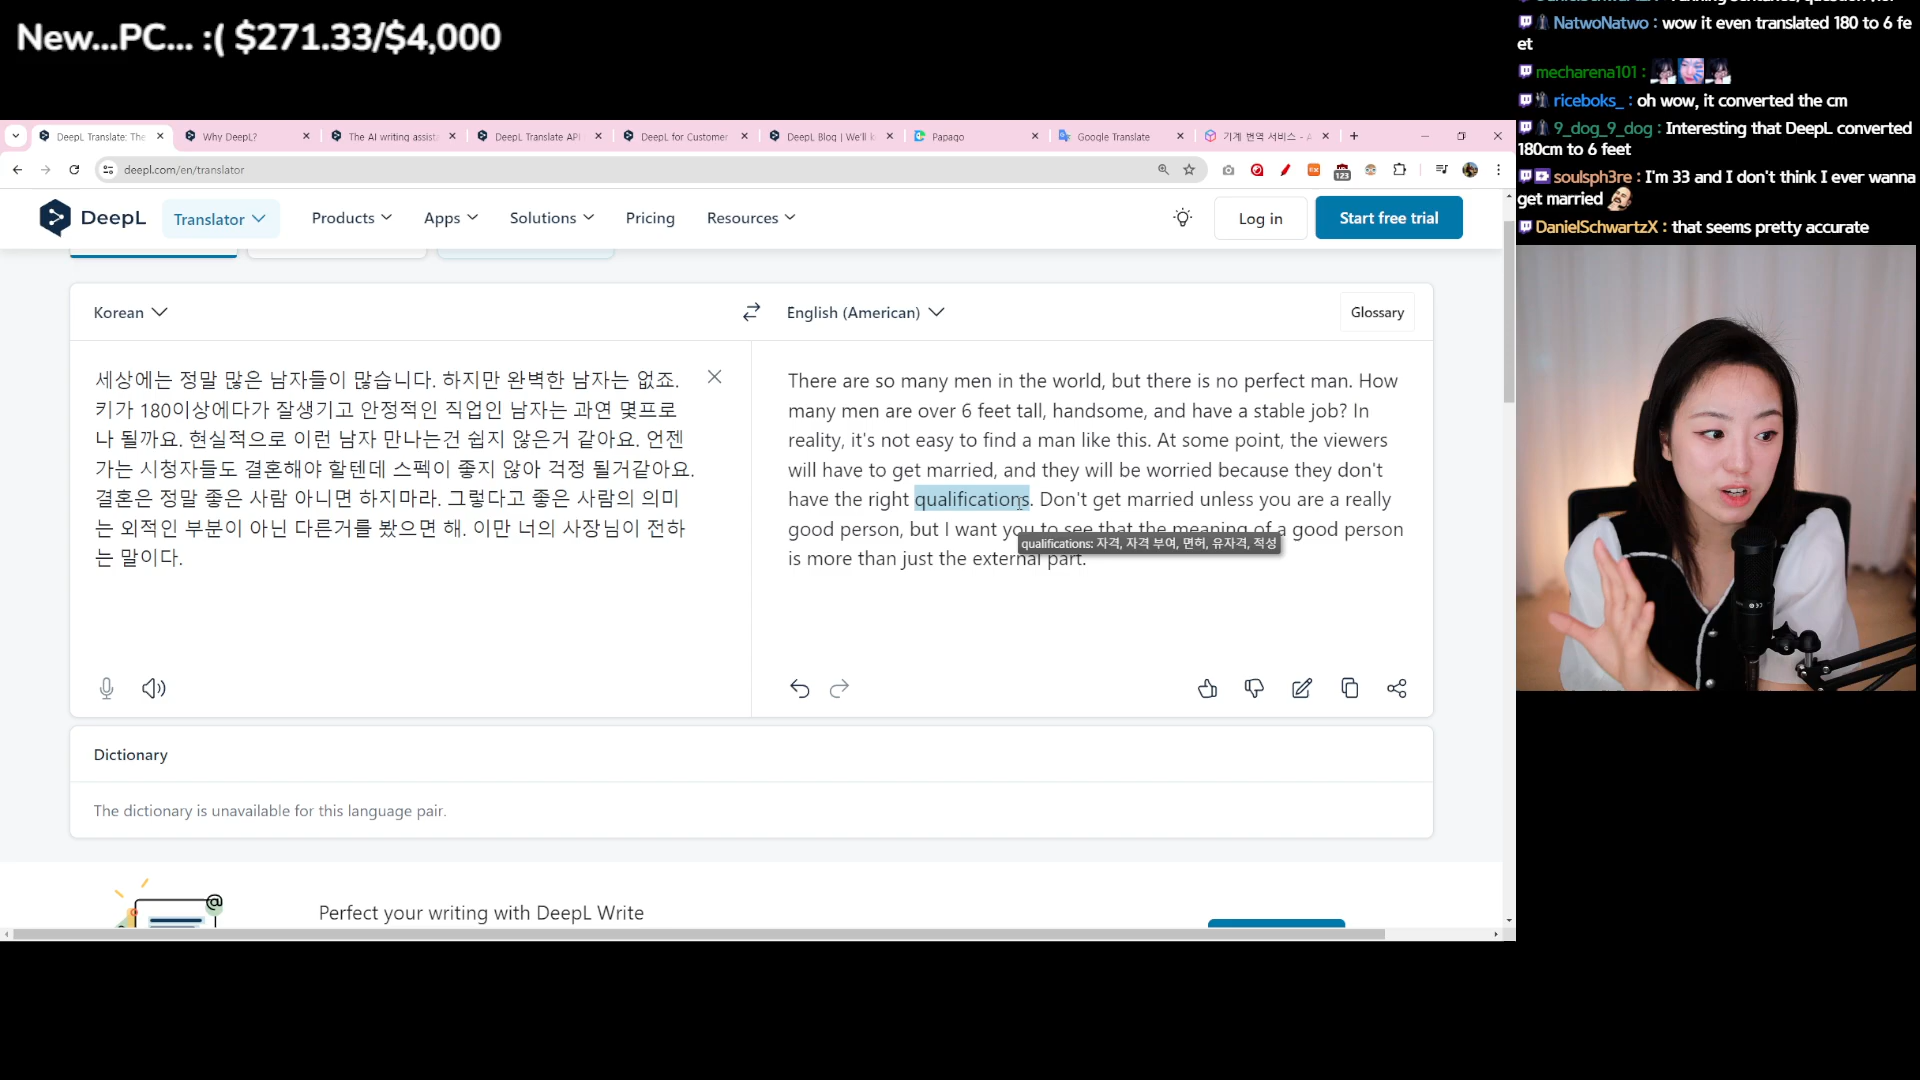 New...PC... :( $271.33/$4,000
NatwoNatwo : wow it even translated 180 to 6 fe
et
mecharena101 :
riceboks_ : oh wow, it converted the cm
9_dog_9_dog : Interesting that DeepL converted
180cm to 6 feet
soulsph3re : I'm 33 and I don't think I ever wanna
get married
DanielSchwartzX : that seems pretty accurate
DeepL Translate: The
Why DeepL?
The AI writing assist
DeepL Translate API
DeepL for Customer
DeepL Blog | We'll k
Papago
Google Translate
기계 번역 서비스 - A
deepl.com/en/translator
123
DeepL
Translator
Products
Apps
Solutions
Pricing
Resources
Log in
Start free trial
Korean
English (American)
Glossary
세상에는 정말 많은 남자들이 많습니다. 하지만 완벽한 남자는 없죠.
키가 180이상에다가 잘생기고 안정적인 직업인 남자는 과연 몇프로
나 될까요. 현실적으로 이런 남자 만나는건 쉽지 않은거 같아요. 언젠
가는 시청자들도 결혼해야 할텐데 스펙이 좋지 않아 걱정 될거같아요.
결혼은 정말 좋은 사람 아니면 하지마라. 그렇다고 좋은 사람의 의미
는 외적인 부분이 아닌 다른거를 봤으면 해. 이만 너의 사장님이 전하
는 말이다.
There are so many men in the world, but there is no perfect man. How
many men are over 6 feet tall, handsome, and have a stable job? In
reality, it's not easy to find a man like this. At some point, the viewers
will have to get married, and they will be worried because they don't
have the right qualifications. Don't get married unless you are a really
good person, but I want you to see that the meaning of a good person
is more than just the external part.
qualifications: 자격, 자격 부여, 면허, 유자격, 적성
Dictionary
The dictionary is unavailable for this language pair.
@
Perfect your writing with DeepL Write